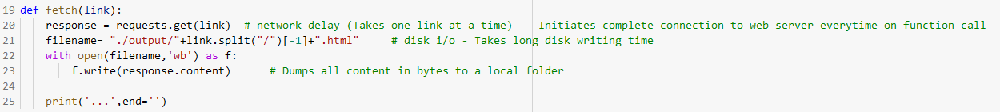 19 def fetch(link):
20     response = requests.get(link)  # network delay (Takes one link at a time) -  Initiates complete connection to web server everytime on function call
21     filename= "./output/"+link.split("/")[-1]+".html"     # disk i/o - Takes long disk writing time
22     with open(filename,'wb') as f:
23         f.write(response.content)      # Dumps all content in bytes to a local folder
24
25     print('...',end='')